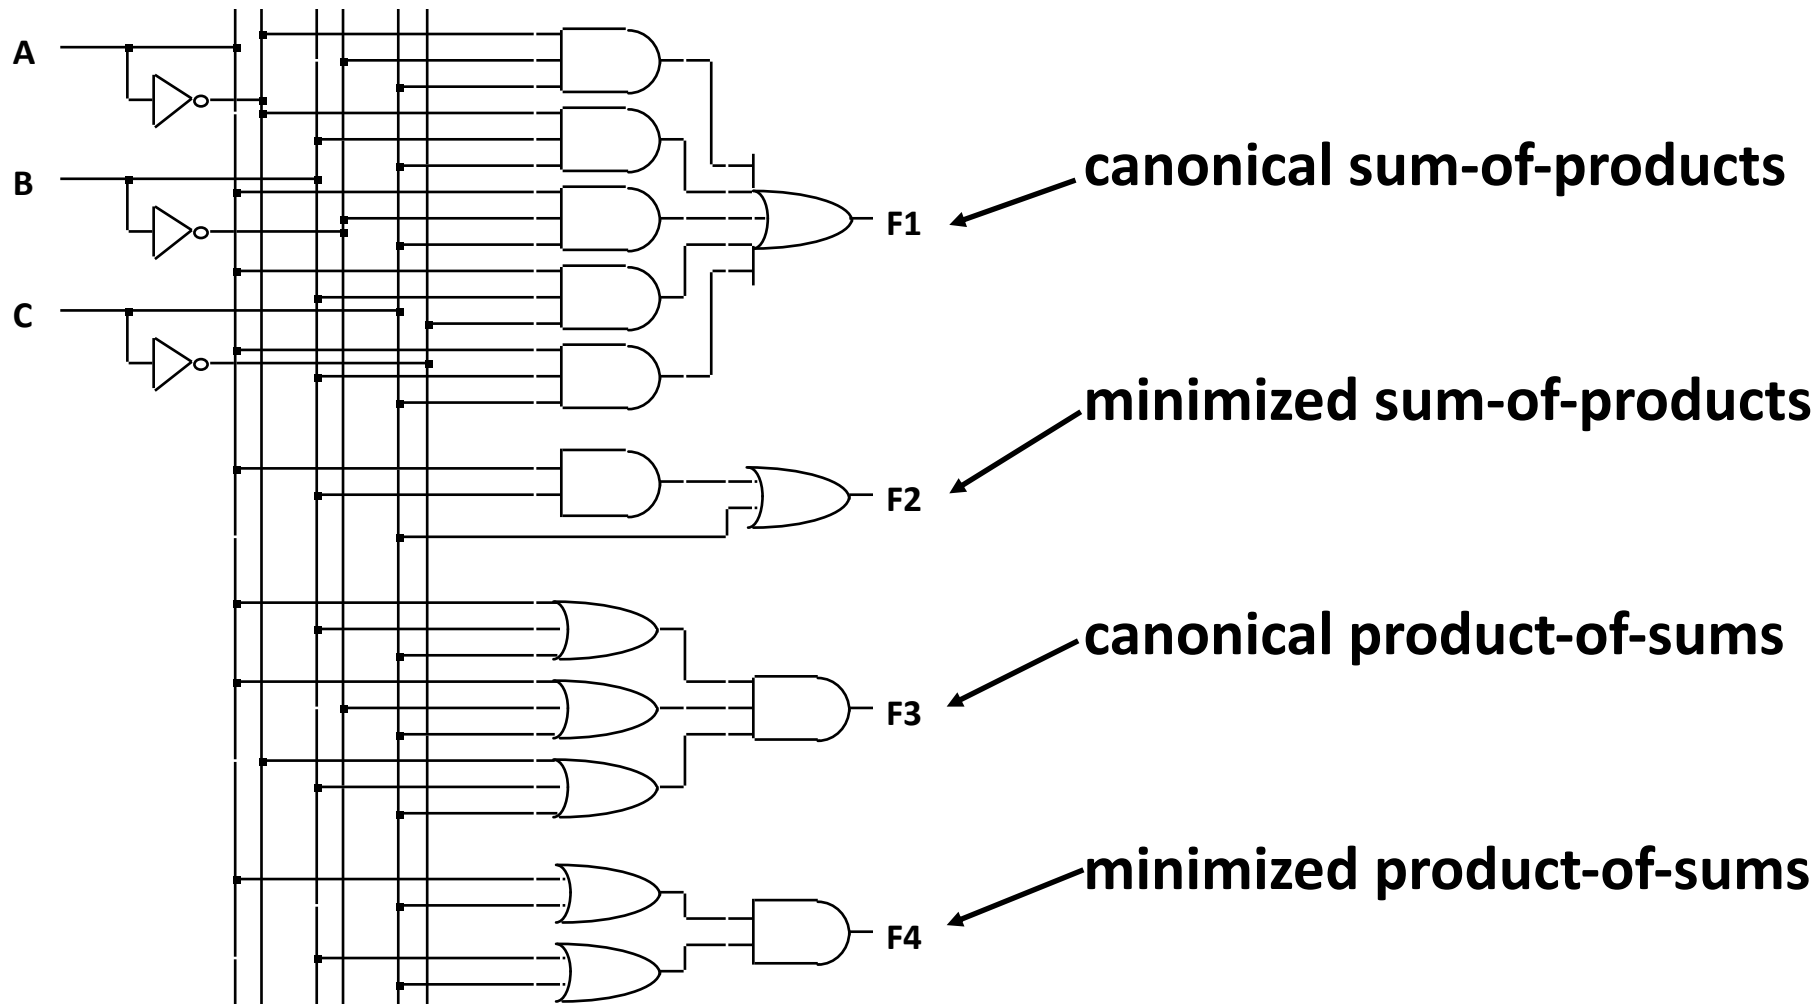 A
B
C
F1
canonical sum-of-products
F2
minimized sum-of-products
F3
canonical product-of-sums
F4
minimized product-of-sums